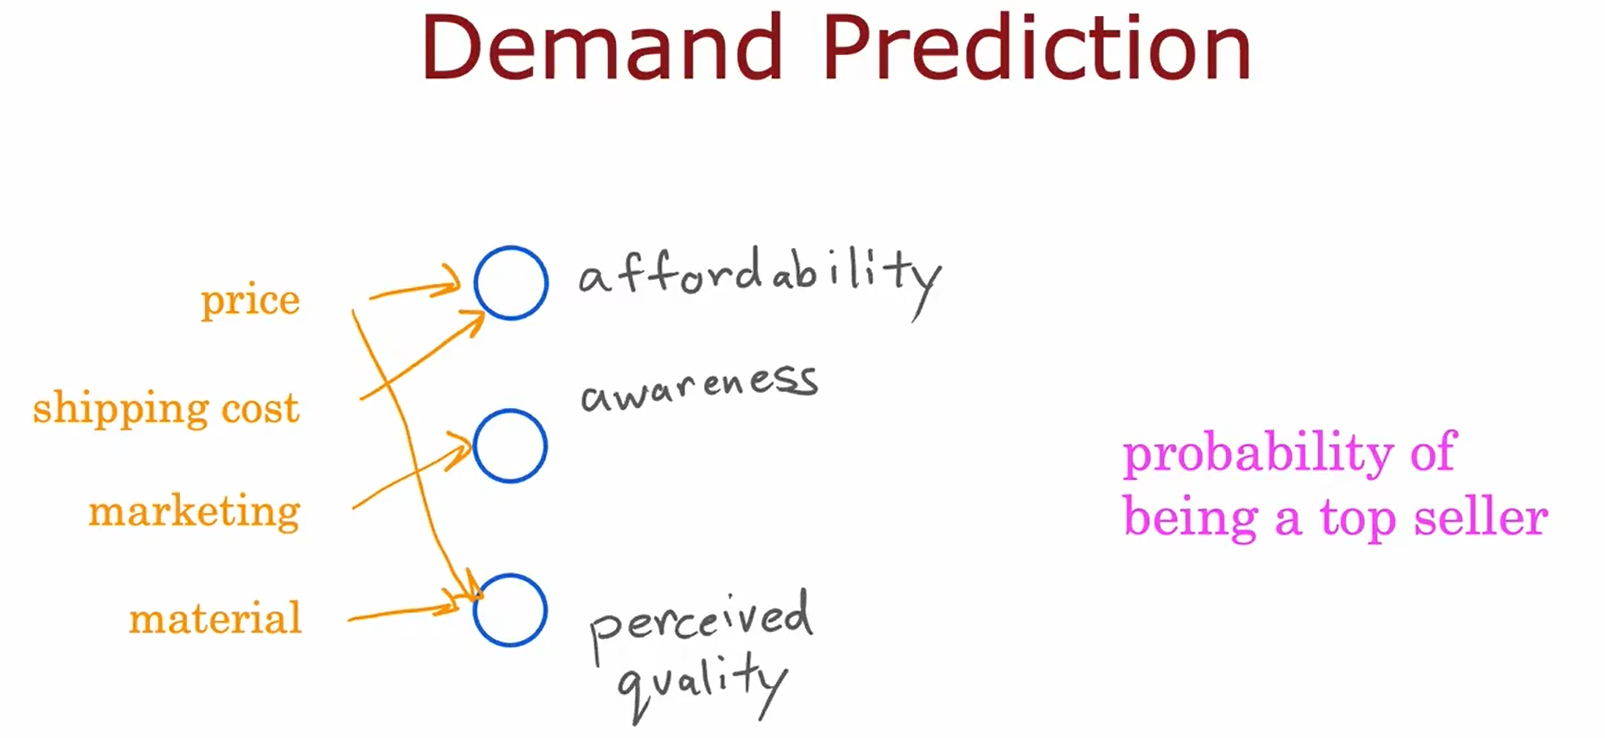 Demand Prediction
price
affordability
shipping cost
awareness
marketing
probability of
being a top seller
material
perceived
quality